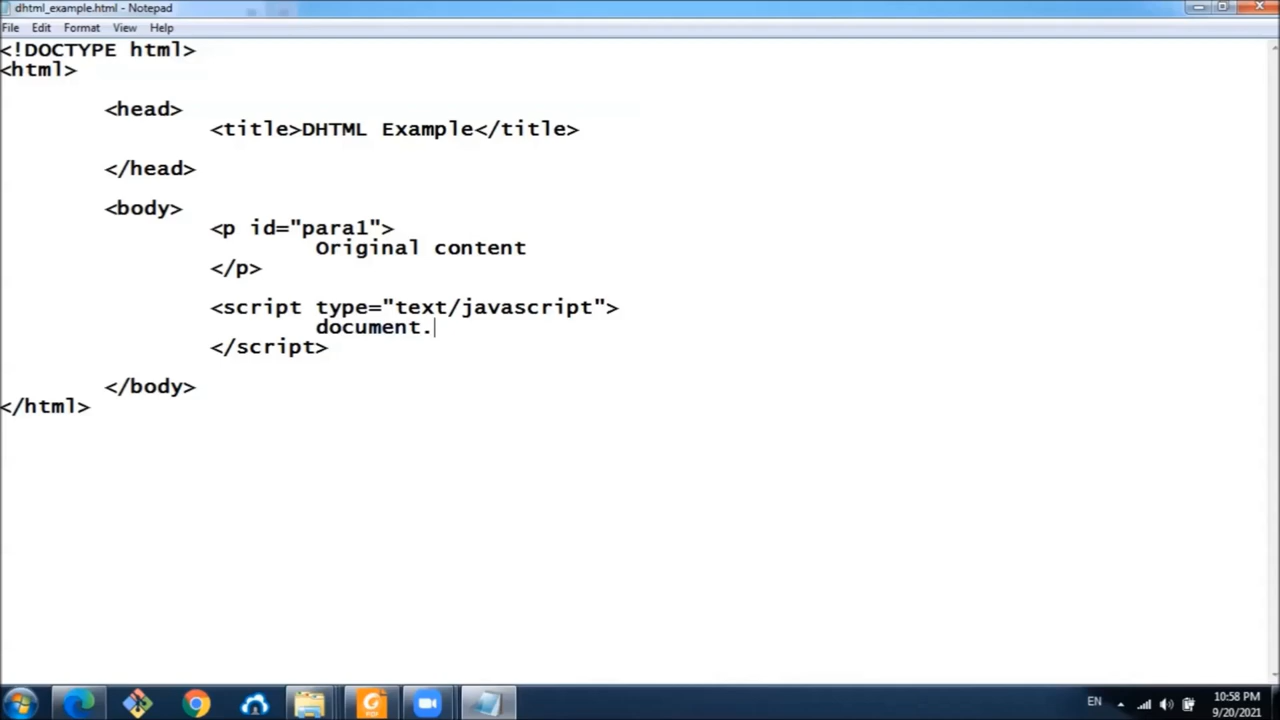 dhtml_example.html - Notepad
File Edit Format View Help
<!DOCTYPE html>
<html>
<head>
<title>DHTML Example</title>
</head>
<body>
<p id="para1">
Original content
</p>
<script type="text/javascript">
document.
</script>
</body>
</html>
PDF
EN
10:58 PM
9/20/2021